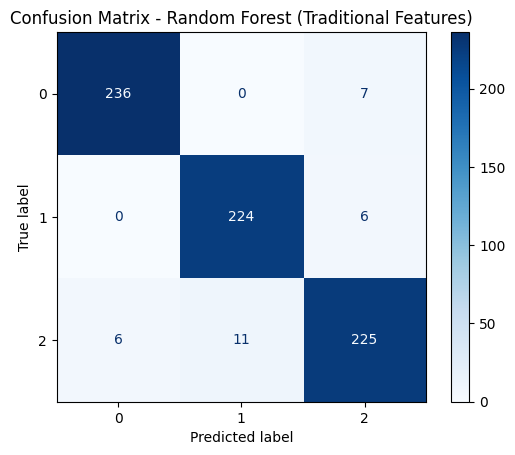 Confusion Matrix - Random Forest (Traditional Features)
0 236 0 7
1 0 224 6
2 6 11 225
0 1 2
True label
Predicted label
200
150
100
50
0